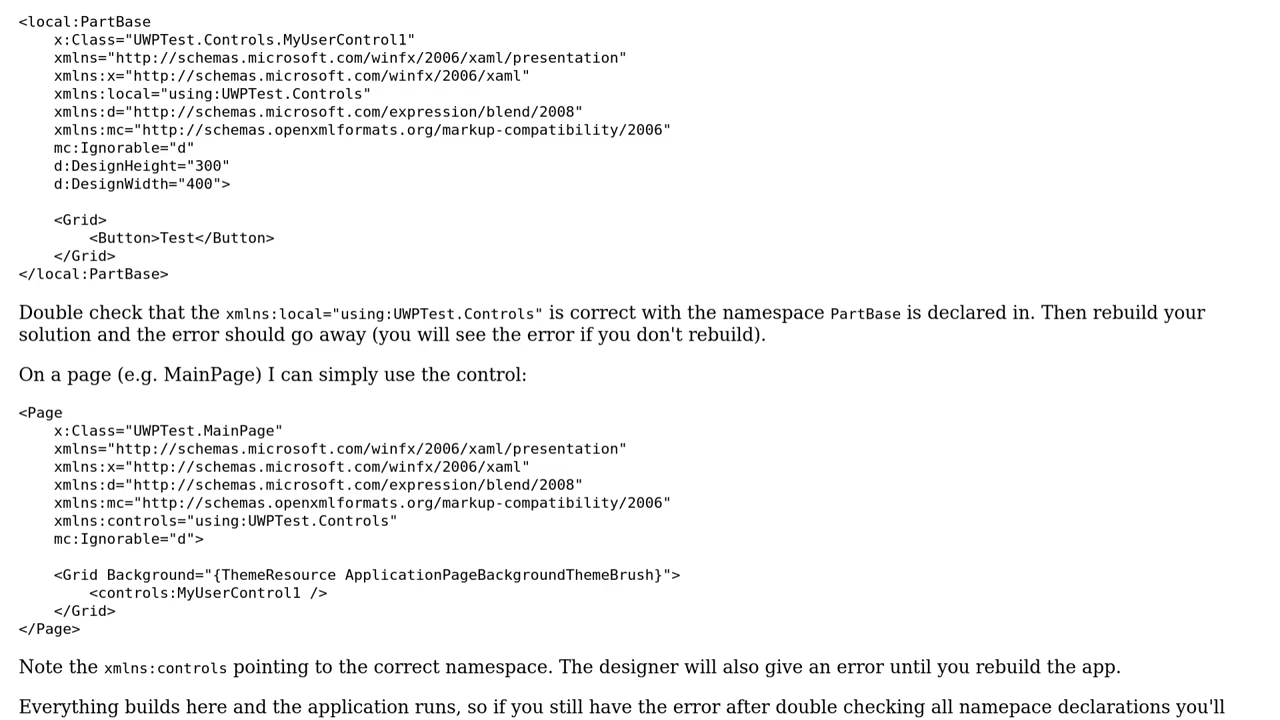 <local:PartBase
    x:Class="UWPTest.Controls.MyUserControl1"
    xmlns="http://schemas.microsoft.com/winfx/2006/xaml/presentation"
    xmlns:x="http://schemas.microsoft.com/winfx/2006/xaml"
    xmlns:local="using:UWPTest.Controls"
    xmlns:d="http://schemas.microsoft.com/expression/blend/2008"
    xmlns:mc="http://schemas.openxmlformats.org/markup-compatibility/2006"
    mc:Ignorable="d"
    d:DesignHeight="300"
    d:DesignWidth="400">

    <Grid>
        <Button>Test</Button>
    </Grid>
</local:PartBase>
Double check that the xmlns:local="using:UWPTest.Controls" is correct with the namespace PartBase is declared in. Then rebuild your
solution and the error should go away (you will see the error if you don't rebuild).
On a page (e.g. MainPage) I can simply use the control:
<Page
    x:Class="UWPTest.MainPage"
    xmlns="http://schemas.microsoft.com/winfx/2006/xaml/presentation"
    xmlns:x="http://schemas.microsoft.com/winfx/2006/xaml"
    xmlns:d="http://schemas.microsoft.com/expression/blend/2008"
    xmlns:mc="http://schemas.openxmlformats.org/markup-compatibility/2006"
    xmlns:controls="using:UWPTest.Controls"
    mc:Ignorable="d">

    <Grid Background="{ThemeResource ApplicationPageBackgroundThemeBrush}">
        <controls:MyUserControl1 />
    </Grid>
</Page>
Note the xmlns:controls pointing to the correct namespace. The designer will also give an error until you rebuild the app.
Everything builds here and the application runs, so if you still have the error after double checking all namepace declarations you'll